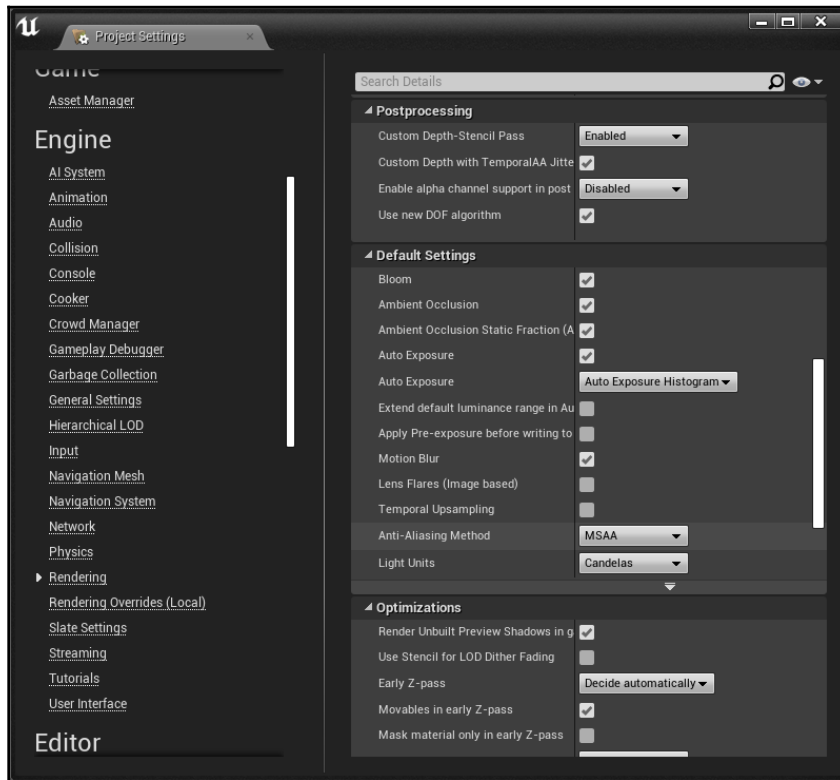 Project Settings
Game
Asset Manager
Engine
AI System
Animation
Audio
Collision
Console
Cooker
Crowd Manager
Gameplay Debugger
Garbage Collection
General Settings
Hierarchical LOD
Input
Navigation Mesh
Navigation System
Network
Physics
Rendering
Rendering Overrides (Local)
Slate Settings
Streaming
Tutorials
User Interface
Editor
Search Details
Postprocessing
Custom Depth-Stencil Pass Enabled
Custom Depth with TemporalAA Jitte
Enable alpha channel support in post Disabled
Use new DOF algorithm
Default Settings
Bloom
Ambient Occlusion
Ambient Occlusion Static Fraction (A
Auto Exposure
Auto Exposure Auto Exposure Histogram
Extend default luminance range in Au
Apply Pre-exposure before writing to
Motion Blur
Lens Flares (Image based)
Temporal Upsampling
Anti-Aliasing Method MSAA
Light Units Candelas
Optimizations
Render Unbuilt Preview Shadows in g
Use Stencil for LOD Dither Fading
Early Z-pass Decide automatically
Movables in early Z-pass
Mask material only in early Z-pass